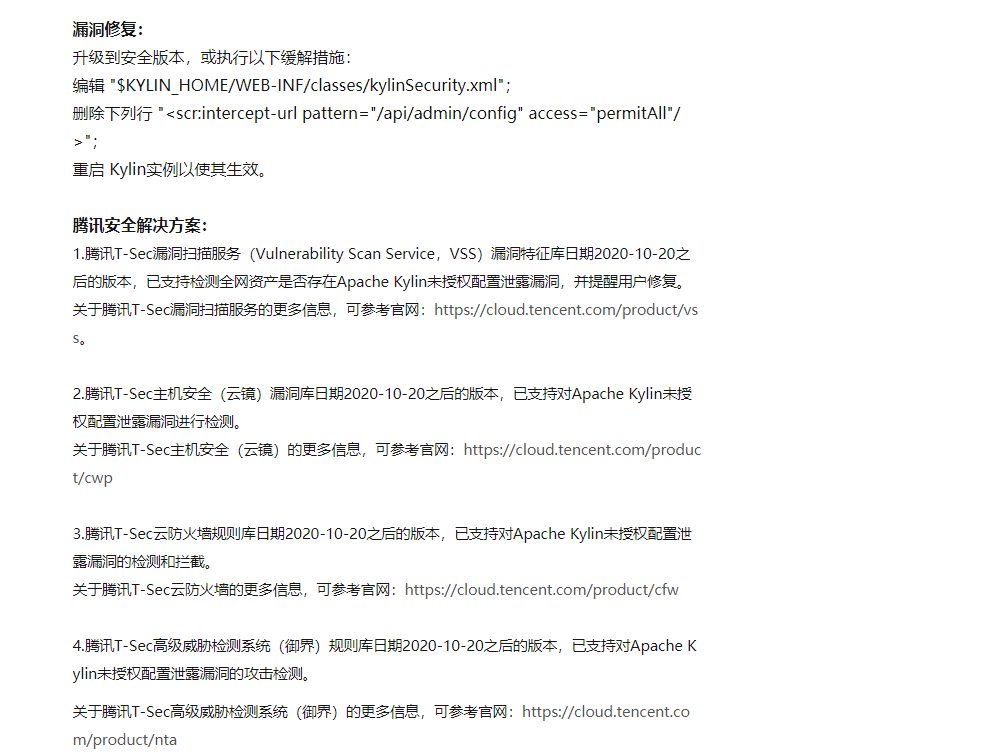 漏洞修复：
升级到安全版本，或执行以下缓解措施：
编辑 "$KYLIN_HOME/WEB-INF/classes/kylinSecurity.xml"；
删除下列行 "<scr:intercept-url pattern="/api/admin/config" access="permitAll"/
>"；
重启 Kylin实例以使其生效。
腾讯安全解决方案：
1.腾讯T-Sec漏洞扫描服务（Vulnerability Scan Service，VSS）漏洞特征库日期2020-10-20之
后的版本，已支持检测全网资产是否存在Apache Kylin未授权配置泄露漏洞，并提醒用户修复。
关于腾讯T-Sec漏洞扫描服务的更多信息，可参考官网：https://cloud.tencent.com/product/vs
s。
2.腾讯T-Sec主机安全（云镜）漏洞库日期2020-10-20之后的版本，已支持对Apache Kylin未授
权配置泄露漏洞进行检测。
关于腾讯T-Sec主机安全（云镜）的更多信息，可参考官网：https://cloud.tencent.com/produc
t/cwp
3.腾讯T-Sec云防火墙规则库日期2020-10-20之后的版本，已支持对Apache Kylin未授权配置泄
露漏洞的检测和拦截。
关于腾讯T-Sec云防火墙的更多信息，可参考官网：https://cloud.tencent.com/product/cfw
4.腾讯T-Sec高级威胁检测系统（御界）规则库日期2020-10-20之后的版本，已支持对Apache K
ylin未授权配置泄露漏洞的攻击检测。
关于腾讯T-Sec高级威胁检测系统（御界）的更多信息，可参考官网：https://cloud.tencent.co
m/product/nta